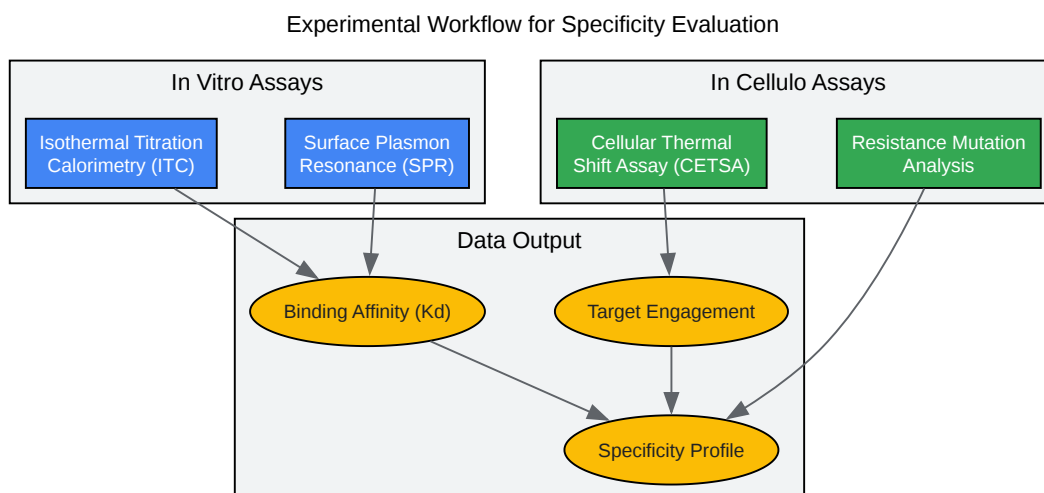 Experimental Workflow for Specificity Evaluation
In Vitro Assays
In Cellulo Assays
Isothermal Titration
Calorimetry (ITC)
Surface Plasmon
Resonance (SPR)
Cellular Thermal
Shift Assay (CETSA)
Resistance Mutation
Analysis
Data Output
Binding Affinity (Kd)
Target Engagement
Specificity Profile